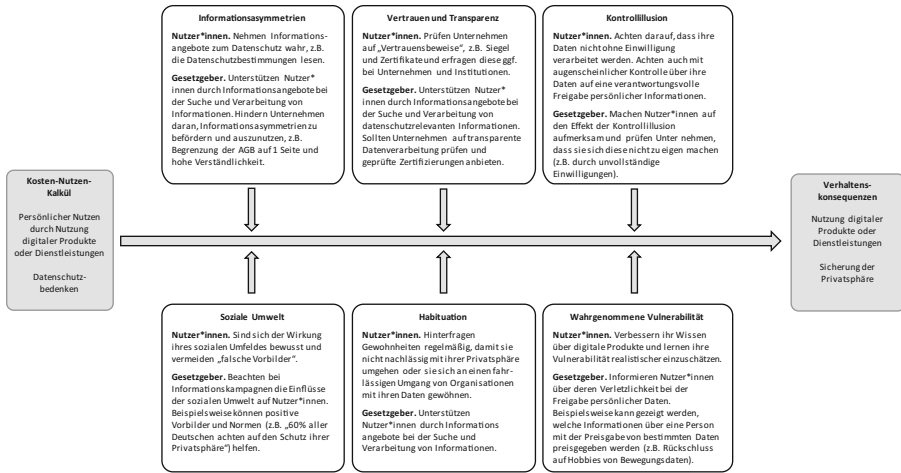 Informationsasymmetrien
Nutzer*innen. Nehmen Informations-
angebote zum Datenschutz wahr, z.B.
die Datenschutzbestimmungen lesen.
Gesetzgeber. Unterstützen Nutzer*
innen durch Informationsangebote bei
der Suche und Verarbeitung von
Informationen. Hindern Unternehmen
daran, Informationsasymmetrien zu
befördern und auszunutzen, z.B.
Begrenzung der AGB auf 1 Seite und
hohe Verständlichkeit.
Vertrauen und Transparenz
Nutzer*innen. Prüfen Unternehmen
auf „Vertrauensbeweise“, z.B. Siegel
und Zertifikate und erfragen diese ggf.
bei Unternehmen und Institutionen.
Gesetzgeber. Unterstützen Nutzer*
innen durch Informationsangebote bei
der Suche und Verarbeitung von
datenschutzrelevanten Informationen.
Sollten Unternehmen auf transparente
Datenverarbeitung prüfen und
geprüfte Zertifizierungen anbieten.
Kontrollillusion
Nutzer*innen. Achten darauf, dass ihre
Daten nicht ohne Einwilligung
verarbeitet werden. Achten auch mit
augenscheinlicher Kontrolle über ihre
Daten auf eine verantwortungsvolle
Freigabe persönlicher Informationen.
Gesetzgeber. Machen Nutzer*innen auf
den Effekt der Kontrollillusion
aufmerksam und prüfen Unter nehmen,
dass sie sich diese nicht zu eigen machen
(z.B. durch unvollständige
Einwilligungen).
Kosten-Nutzen-
Kalkül
Persönlicher Nutzen
durch Nutzung
digitaler Produkte
oder Dienstleistungen
Datenschutz-
bedenken
Verhaltens-
konsequenzen
Nutzung digitaler
Produkte oder
Dienstleistungen
Sicherung der
Privatsphäre
Soziale Umwelt
Nutzer*innen. Sind sich der Wirkung
ihres sozialen Umfeldes bewusst und
vermeiden „falsche Vorbilder“.
Gesetzgeber. Beachten bei
Informationskampagnen die Einflüsse
der sozialen Umwelt auf Nutzer*innen.
Beispielsweise können positive
Vorbilder und Normen (z.B. „60% aller
Deutschen achten auf den Schutz ihrer
Privatsphäre“) helfen.
Habituation
Nutzer*innen. Hinterfragen
Gewohnheiten regelmäßig, damit sie
nicht nachlässig mit ihrer Privatsphäre
umgehen oder sie sich an einen fahr-
lässigen Umgang von Organisationen
mit ihren Daten gewöhnen.
Gesetzgeber. Unterstützen
Nutzer*innen durch Informations
angebote bei der Suche und
Verarbeitung von Informationen.
Wahrgenommene Vulnerabilität
Nutzer*innen. Verbessern ihr Wissen
über digitale Produkte und lernen ihre
Vulnerabilität realistischer einzuschätzen.
Gesetzgeber. Informieren Nutzer*innen
über deren Verletzlichkeit bei der
Freigabe persönlicher Daten.
Beispielsweise kann gezeigt werden,
welche Informationen über eine Person
mit der Preisgabe von bestimmten Daten
preisgegeben werden (z.B. Rückschluss
auf Hobbies von Bewegungsdaten).